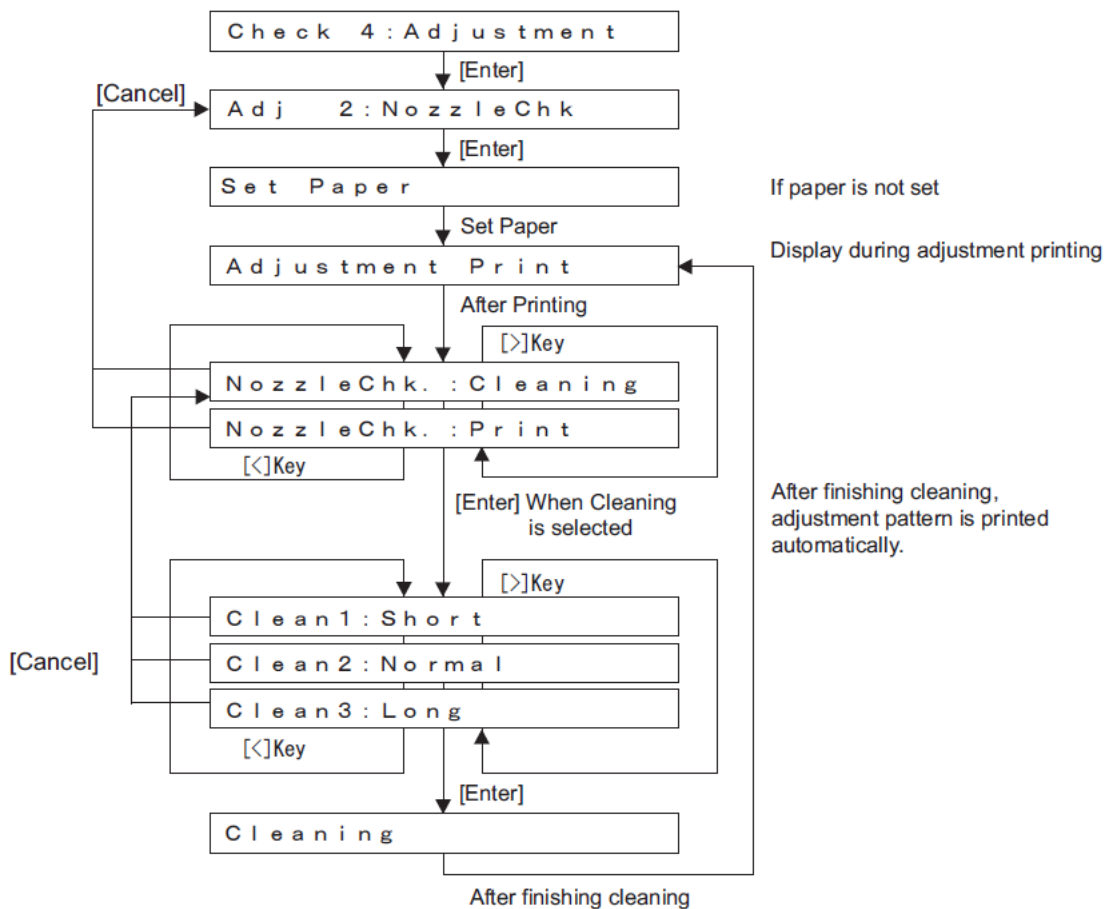 Check 4:Adjustment
[Enter]
[Cancel]
Adj 2:NozzleChk
[Enter]
Set Paper
If paper is not set
Set Paper
Adjustment Print
Display during adjustment printing
After Printing
[>]Key
NozzleChk. :Cleaning
NozzleChk. :Print
[<]Key
[Enter] When Cleaning
is selected
After finishing cleaning,
adjustment pattern is printed
automatically.
[>]Key
Clean1:Short
Clean2:Normal
[Cancel]
Clean3:Long
[<]Key
[Enter]
Cleaning
After finishing cleaning